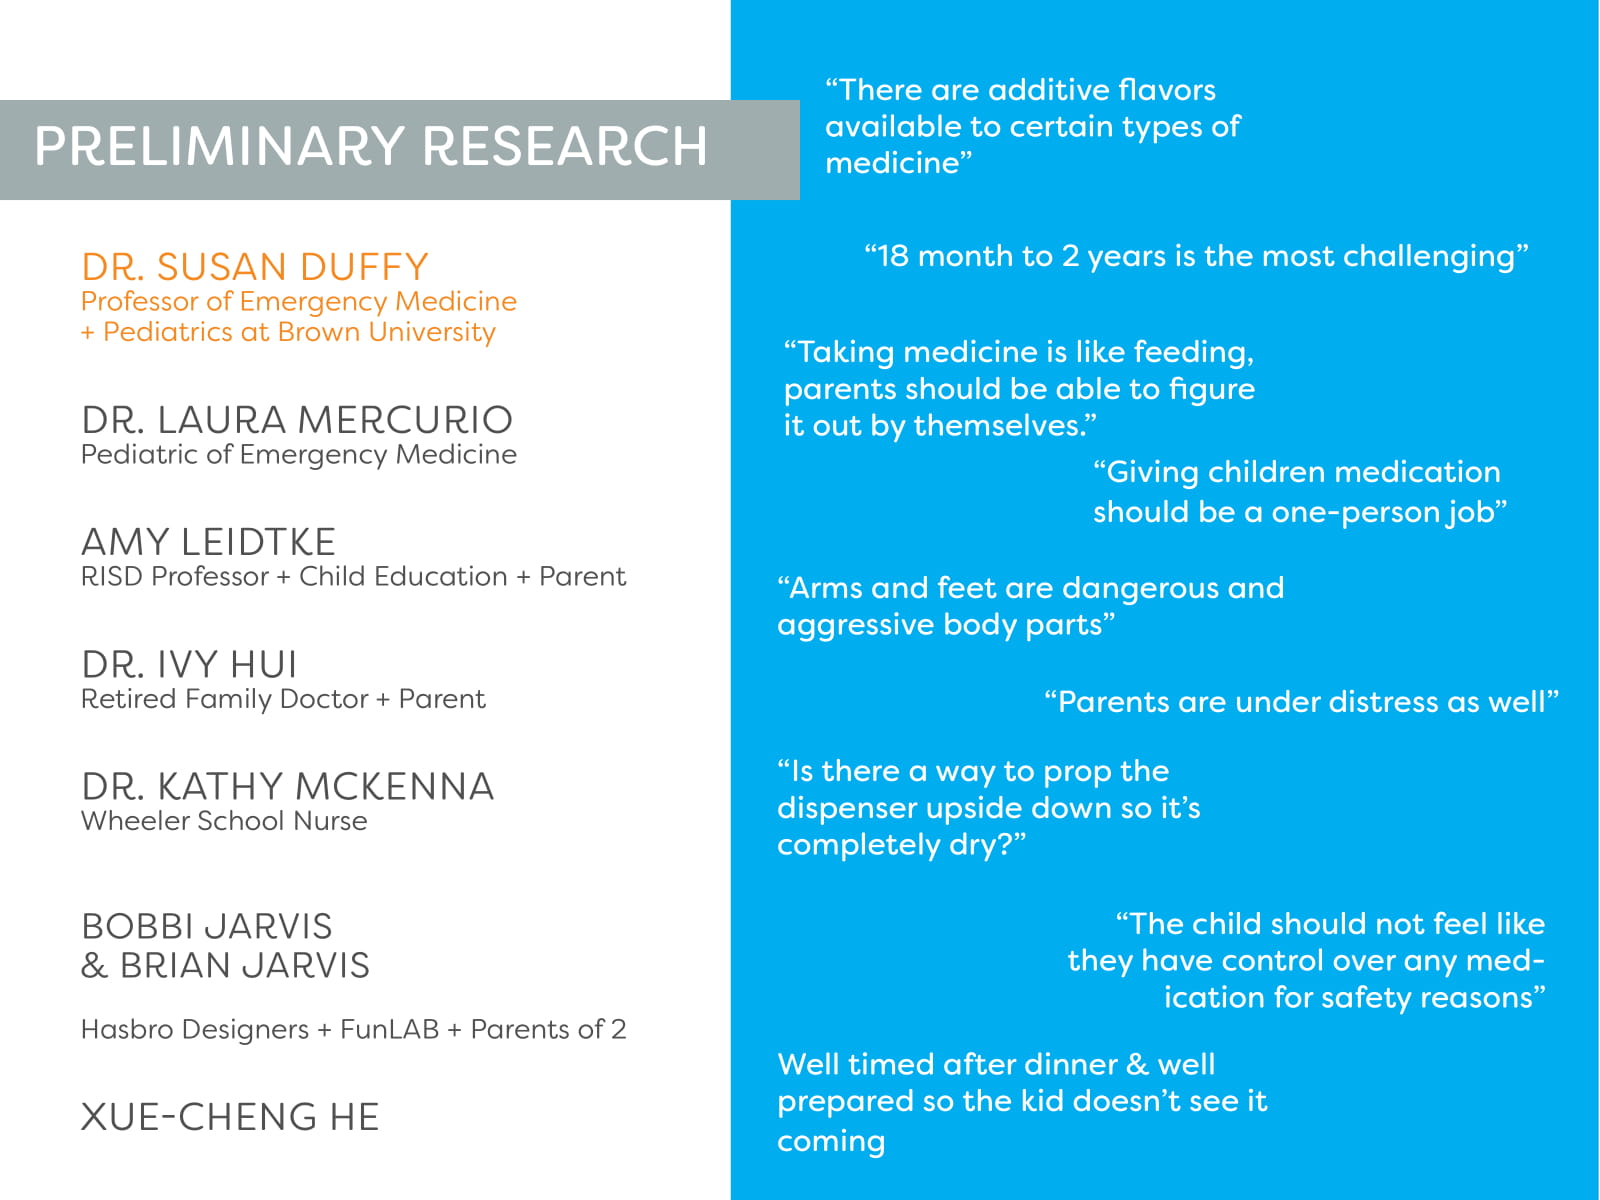 PRELIMINARY RESEARCH
DR. SUSAN DUFFY
Professor of Emergency Medicine
+ Pediatrics at Brown University
DR. LAURA MERCURIO
Pediatric of Emergency Medicine
AMY LEIDTKE
RISD Professor + Child Education + Parent
DR. IVY HUI
Retired Family Doctor + Parent
DR. KATHY MCKENNA
Wheeler School Nurse
BOBBI JARVIS
& BRIAN JARVIS
Hasbro Designers + FunLAB + Parents of 2
XUE-CHENG HE
“There are additive flavors
available to certain types of
medicine”
“18 month to 2 years is the most challenging”
“Taking medicine is like feeding,
parents should be able to figure
it out by themselves.”
“Giving children medication
should be a one-person job”
“Arms and feet are dangerous and
aggressive body parts”
“Parents are under distress as well”
“Is there a way to prop the
dispenser upside down so it’s
completely dry?”
“The child should not feel like
they have control over any med-
ication for safety reasons”
Well timed after dinner & well
prepared so the kid doesn’t see it
coming